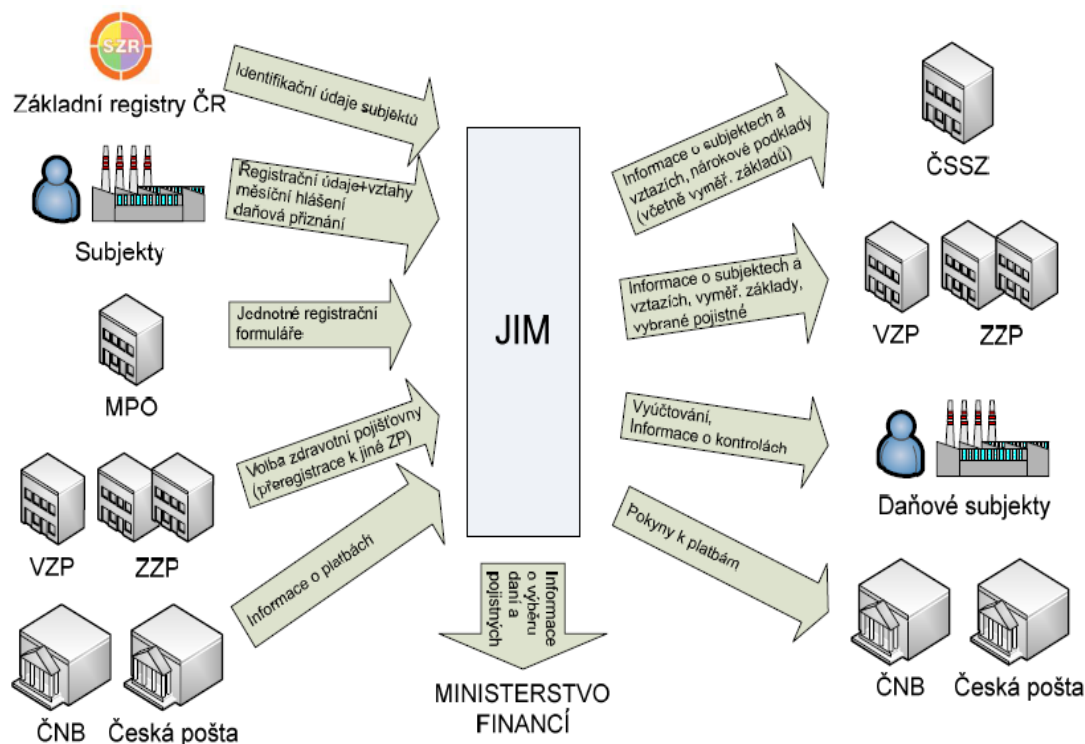 SZR
Základní registry ČR
Identifikační údaje subjektů
Registrační údaje+vztahy
měsíční hlášení
daňová přiznání
Subjekty
Jednotné registrační
formuláře
MPO
Volba zdravotní pojišťovny
(přeregistrace k jiné ZP)
VZP
ZZP
Informace o platbách
ČNB
Česká pošta
JIM
Informace
o výběru
daní a
pojistných
MINISTERSTVO
FINANCÍ
Informace o subjektech a
vztazích, nárokové podklady
(včetně vyměř. základů)
ČSSZ
Informace o subjektech a
vztazích, vyměř. základy,
vybrané pojistné
VZP
ZZP
Vyúčtování,
Informace o kontrolách
Daňové subjekty
Pokyny k platbám
ČNB
Česká pošta